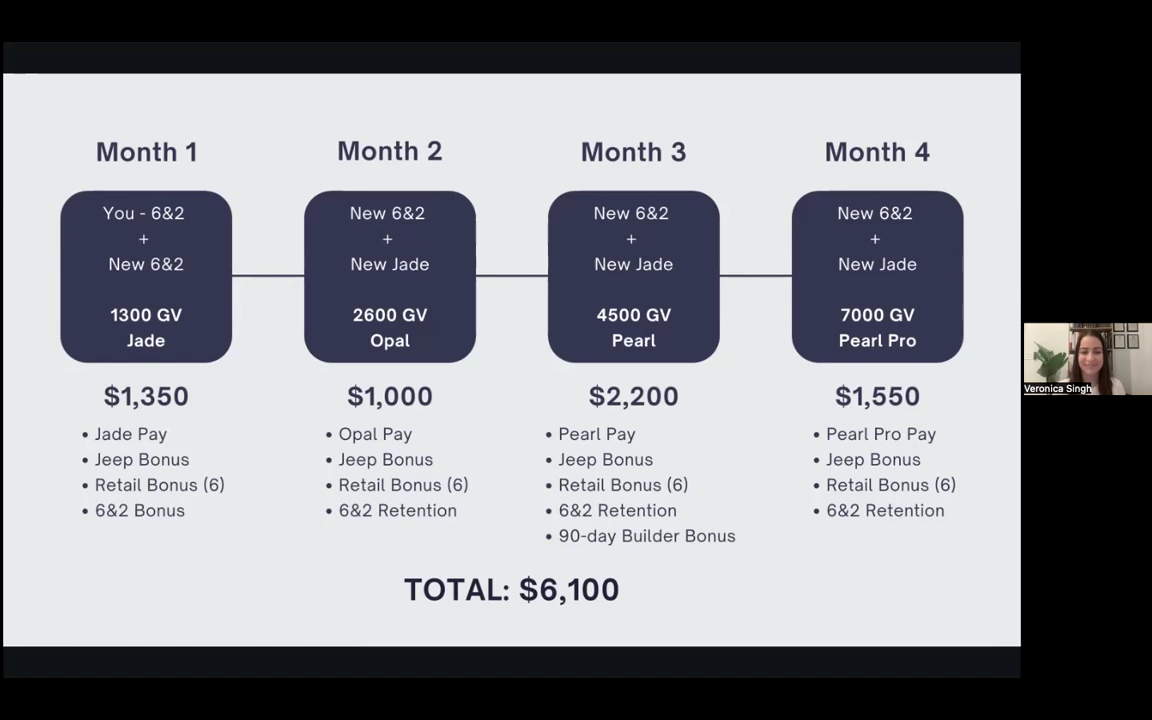 Month 1
You - 6&2
+
New 6&2
1300 GV
Jade
$1,350
• Jade Pay
• Jeep Bonus
• Retail Bonus (6)
• 6&2 Bonus
Month 2
New 6&2
+
New Jade
2600 GV
Opal
$1,000
• Opal Pay
• Jeep Bonus
• Retail Bonus (6)
• 6&2 Retention
Month 3
New 6&2
+
New Jade
4500 GV
Pearl
$2,200
• Pearl Pay
• Jeep Bonus
• Retail Bonus (6)
• 6&2 Retention
• 90-day Builder Bonus
Month 4
New 6&2
+
New Jade
7000 GV
Pearl Pro
$1,550
• Pearl Pro Pay
• Jeep Bonus
• Retail Bonus (6)
• 6&2 Retention
TOTAL: $6,100
Veronica Singh